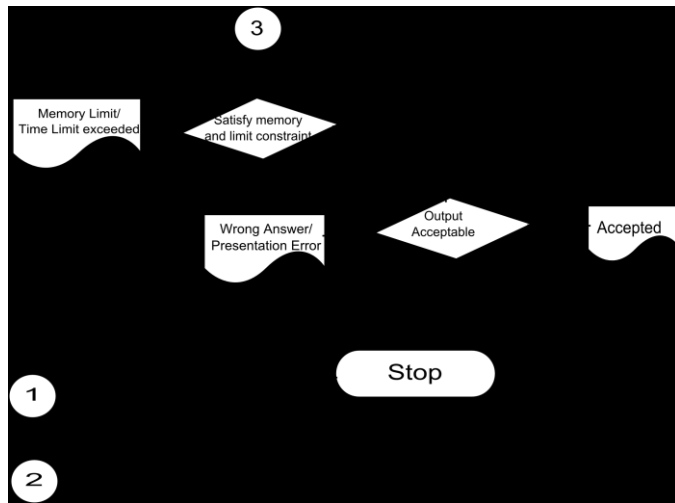 3
Memory Limit/
Time Limit exceeded
Satisfy memory
and limit constraint
Output
Acceptable
Wrong Answer/
Presentation Error
Accepted
Stop
1
2